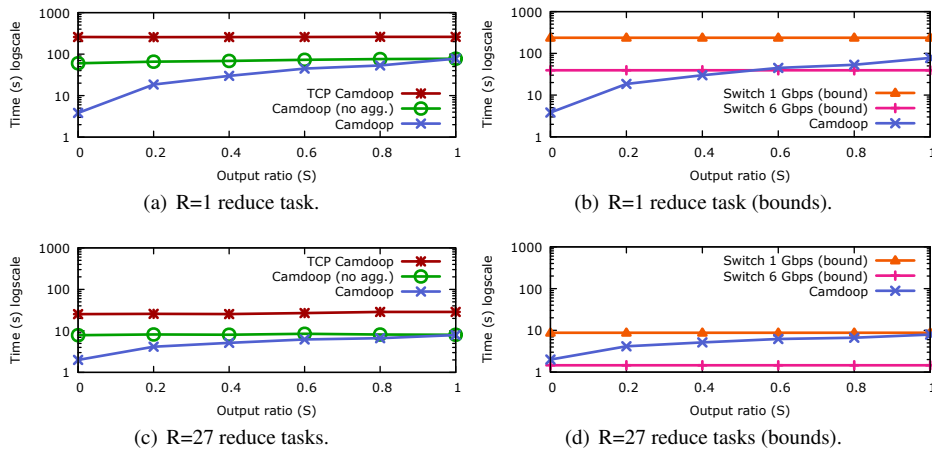 1000
100
10
1
Time (s) logscale
TCP Camdoop
Camdoop (no agg.)
Camdoop
0 0.2 0.4 0.6 0.8 1
Output ratio (S)
(a) R=1 reduce task.
1000
100
10
1
Time (s) logscale
Switch 1 Gbps (bound)
Switch 6 Gbps (bound)
Camdoop
0 0.2 0.4 0.6 0.8 1
Output ratio (S)
(b) R=1 reduce task (bounds).
1000
100
10
1
Time (s) logscale
TCP Camdoop
Camdoop (no agg.)
Camdoop
0 0.2 0.4 0.6 0.8 1
Output ratio (S)
(c) R=27 reduce tasks.
1000
100
10
1
Time (s) logscale
Switch 1 Gbps (bound)
Switch 6 Gbps (bound)
Camdoop
0 0.2 0.4 0.6 0.8 1
Output ratio (S)
(d) R=27 reduce tasks (bounds).